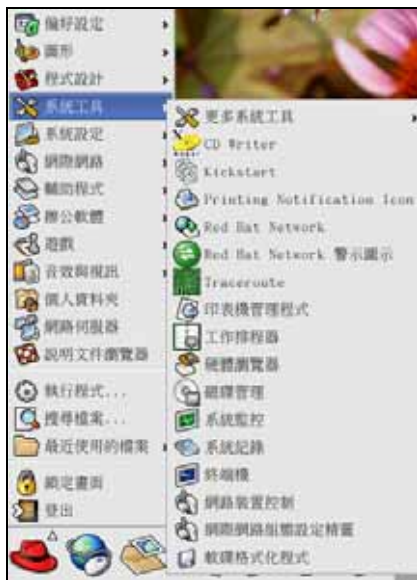 偏好設定
圖形
程式設計
系統工具
系統設定
網際網路
輔助程式
辦公軟體
遊戲
音效與視訊
個人資料夾
網路伺服器
說明文件瀏覽器
執行程式...
搜尋檔案...
最近使用的檔案
鎖定畫面
登出
更多系統工具
CD Writer
Kickstart
Printing Notification Icon
Red Hat Network
Red Hat Network 警示圖示
Traceroute
印表機管理程式
工作排程器
硬體瀏覽器
磁碟管理
系統監控
系統紀錄
終端機
網路裝置控制
網際網路組態設定精靈
軟碟格式化程式